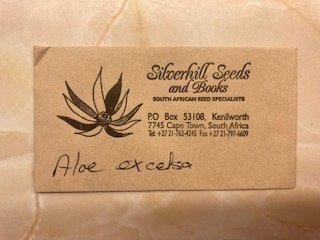 Silverhill Seeds
and Books
SOUTH AFRICAN SEED SPECIALISTS
P.O Box 53108, Kenilworth
7745 Cape Town, South Africa
Tel: +27 21-763-4245 Fax +27 21-797-6609
Aloe excelsa